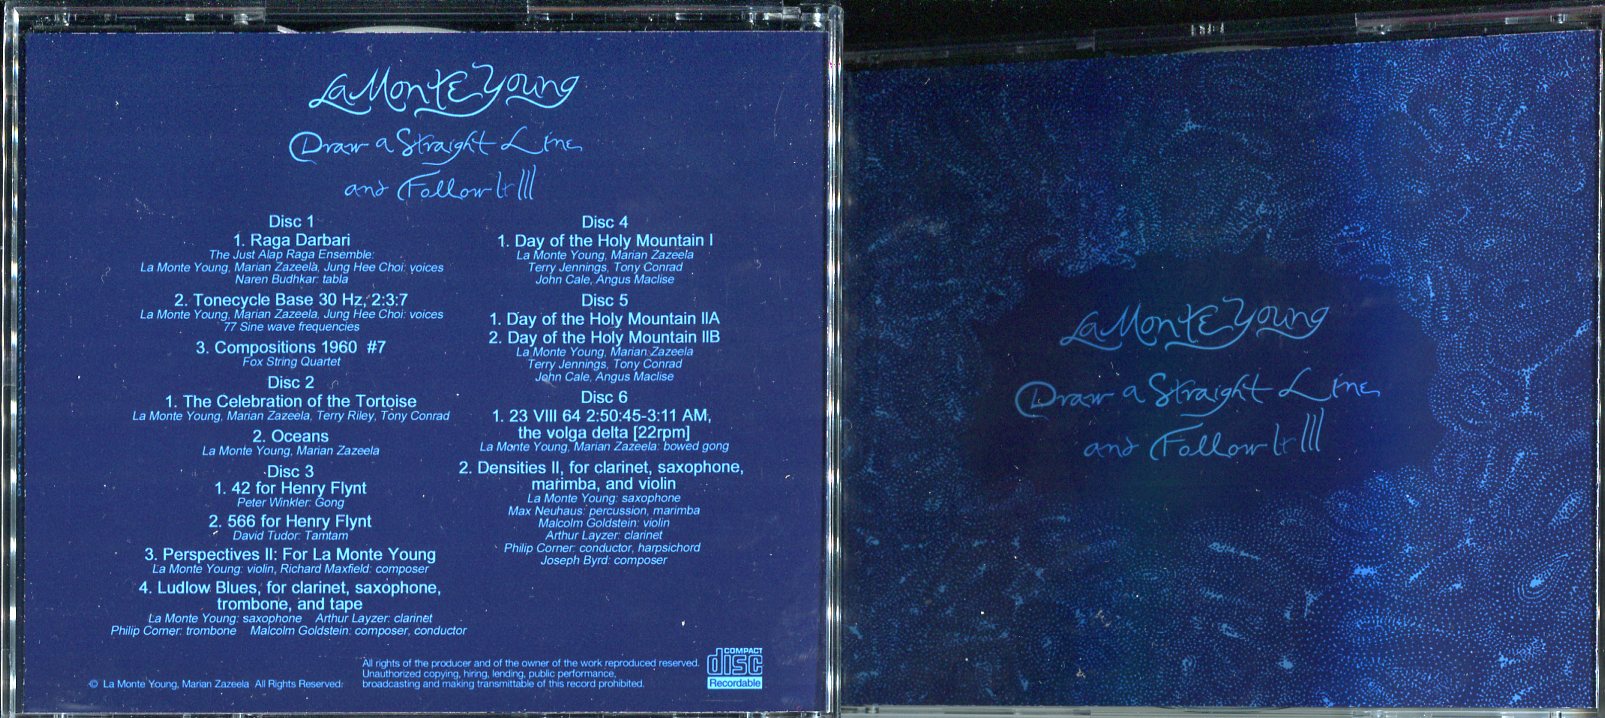 La Monte Young
Draw a Straight Line
and Follow It III
Disc 1
1. Raga Darbari
The Just Alap Raga Ensemble:
La Monte Young, Marian Zazeela, Jung Hee Choi: voices
Naren Budhkar: tabla
2. Tonecycle Base 30 Hz, 2:3:7
La Monte Young, Marian Zazeela, Jung Hee Choi: voices
77 Sine wave frequencies
3. Compositions 1960 #7
Fox String Quartet
Disc 2
1. The Celebration of the Tortoise
La Monte Young, Marian Zazeela, Terry Riley, Tony Conrad
2. Oceans
La Monte Young, Marian Zazeela
Disc 3
1. 42 for Henry Flynt
Peter Winkler: Gong
2. 566 for Henry Flynt
David Tudor: Tamtam
3. Perspectives II: For La Monte Young
La Monte Young: violin, Richard Maxfield: composer
4. Ludlow Blues, for clarinet, saxophone,
trombone, and tape
La Monte Young: saxophone Arthur Layzer: clarinet
Philip Corner: trombone Malcolm Goldstein: composer, conductor
Disc 4
1. Day of the Holy Mountain I
La Monte Young, Marian Zazeela
Terry Jennings, Tony Conrad
John Cale, Angus Maclise
Disc 5
1. Day of the Holy Mountain IIA
2. Day of the Holy Mountain IIB
La Monte Young, Marian Zazeela
Terry Jennings, Tony Conrad
John Cale, Angus Maclise
Disc 6
1. 23 VIII 64 2:50:45-3:11 AM,
the volga delta [22rpm]
La Monte Young, Marian Zazeela: bowed gong
2. Densities II, for clarinet, saxophone,
marimba, and violin
La Monte Young: saxophone
Max Neuhaus: percussion, marimba
Malcolm Goldstein: violin
Arthur Layzer: clarinet
Philip Corner: conductor, harpsichord
Joseph Byrd: composer
© La Monte Young, Marian Zazeela All Rights Reserved:
All rights of the producer and of the owner of the work reproduced reserved.
Unauthorized copying, hiring, lending, public performance,
broadcasting and making transmittable of this record prohibited.
COMPACT
disc
Recordable
La Monte Young
Draw a Straight Line
and Follow It III